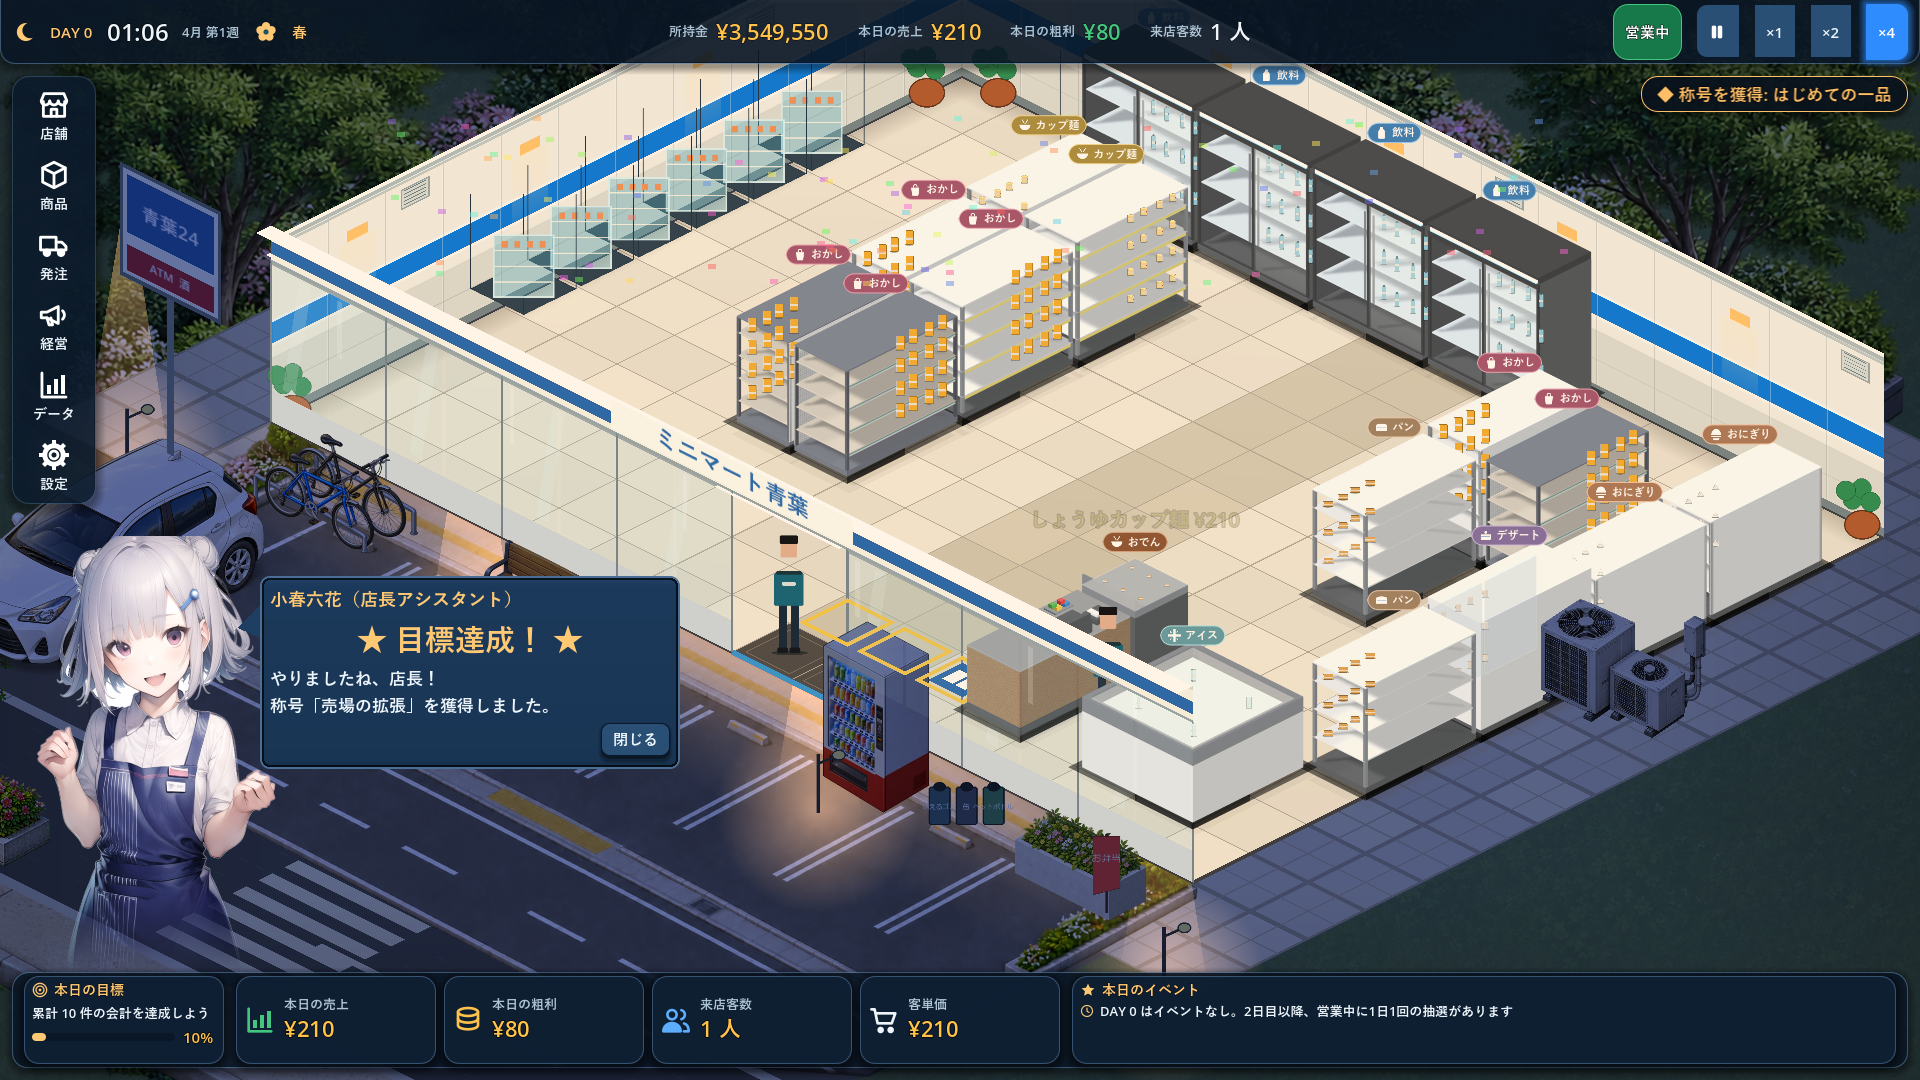 DAY 0 01:06 4月 第1週 春
所持金 ¥3,549,550 本日の売上 ¥210 本日の粗利 ¥80 来店客数 1 人
営業中 ×1 ×2 ×4
◆ 称号を獲得: はじめての一品
店舗
商品
発注
経営
データ
設定
青葉24
ATM 酒
飲料
飲料
飲料
カップ麺
カップ麺
おかし
おかし
おかし
おかし
おかし
おかし
パン
おにぎり
おにぎり
デザート
パン
アイス
おでん
しょうゆカップ麺 ¥210
ミニマート青葉
小春六花（店長アシスタント）
★ 目標達成！ ★
やりましたね、店長！
称号「売場の拡張」を獲得しました。
閉じる
お弁当
本日の目標
累計 10 件の会計を達成しよう
10%
本日の売上
¥210
本日の粗利
¥80
来店客数
1 人
客単価
¥210
本日のイベント
DAY 0 はイベントなし。2日目以降、営業中に1日1回の抽選があります